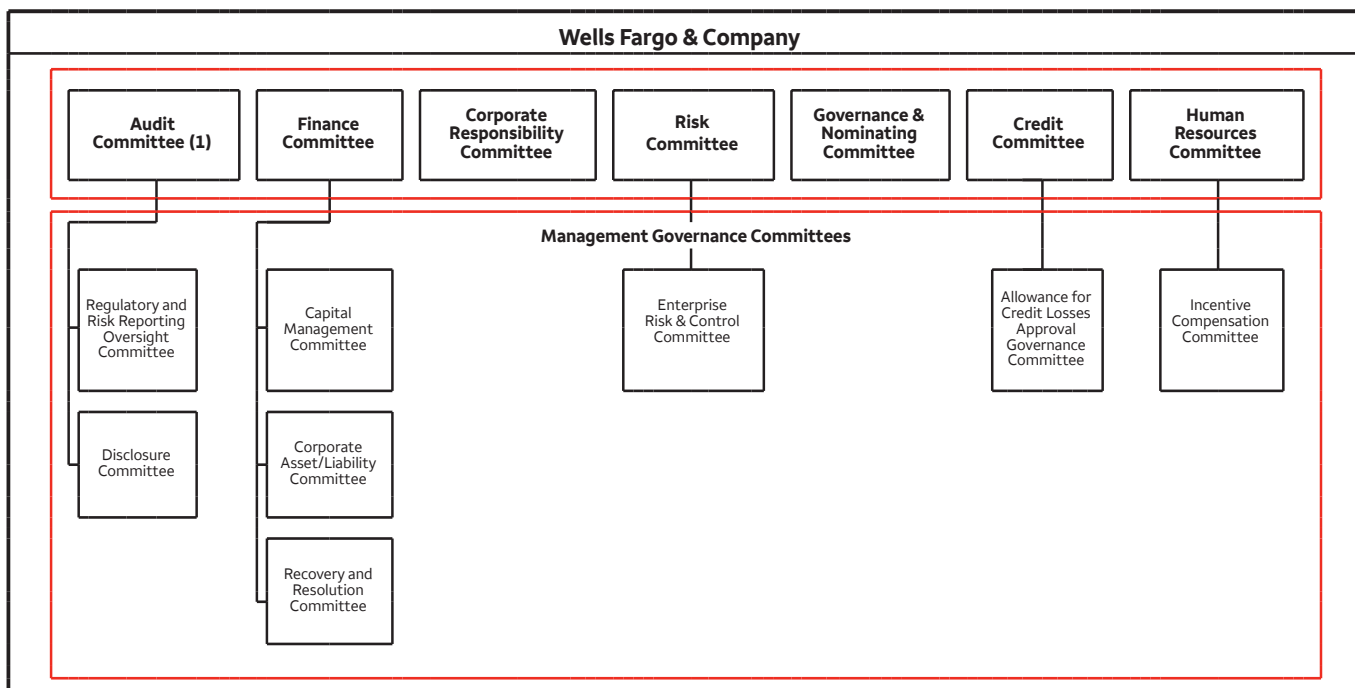 Wells Fargo & Company
Audit
Committee (1)
Finance
Committee
Corporate
Responsibility
Committee
Risk
Committee
Governance &
Nominating
Committee
Credit
Committee
Human
Resources
Committee
Management Governance Committees
Regulatory and
Risk Reporting
Oversight
Committee
Capital
Management
Committee
Enterprise
Risk & Control
Committee
Allowance for
Credit Losses
Approval
Governance
Committee
Incentive
Compensation
Committee
Disclosure
Committee
Corporate
Asset/Liability
Committee
Recovery and
Resolution
Committee